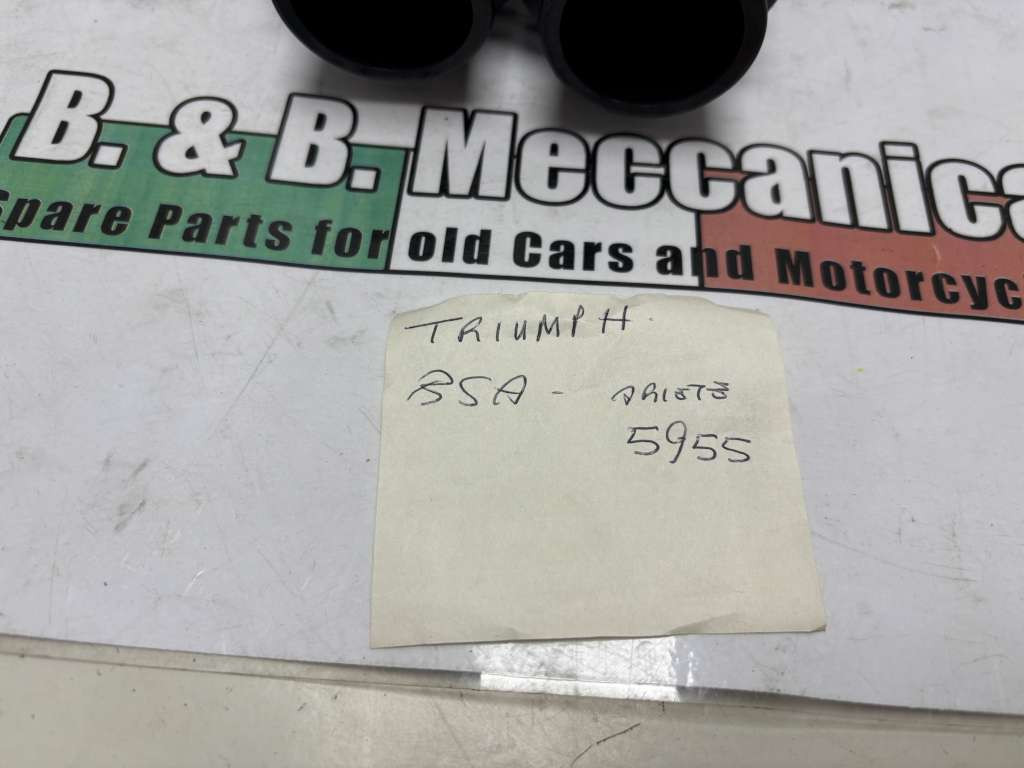 B. & B. Meccanica
Spare Parts for old Cars and Motorcyc
TRIUMPH.
BSA - ARIETE
5955